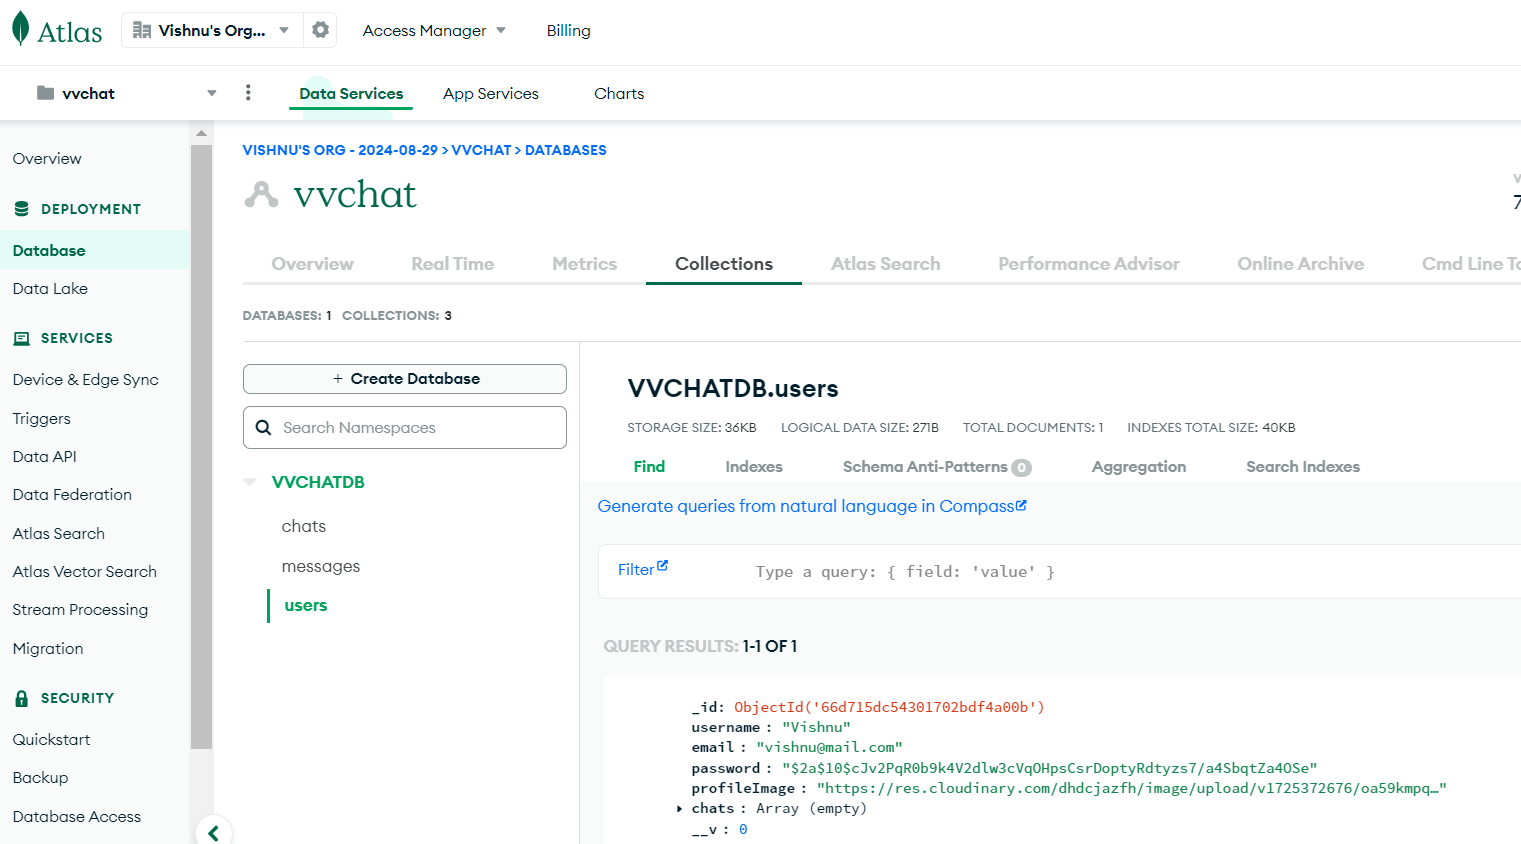 Atlas
Vishnu's Org...
Access Manager
Billing
vvchat
Data Services
App Services
Charts
Overview
DEPLOYMENT
Database
Data Lake
SERVICES
Device & Edge Sync
Triggers
Data API
Data Federation
Atlas Search
Atlas Vector Search
Stream Processing
Migration
SECURITY
Quickstart
Backup
Database Access
VISHNU'S ORG - 2024-08-29 > VVCHAT > DATABASES
vvchat
Overview
Real Time
Metrics
Collections
Atlas Search
Performance Advisor
Online Archive
Cmd Line To
DATABASES: 1 COLLECTIONS: 3
+ Create Database
Search Namespaces
VVCHATDB
chats
messages
users
VVCHATDB.users
STORAGE SIZE: 36KB LOGICAL DATA SIZE: 271B TOTAL DOCUMENTS: 1 INDEXES TOTAL SIZE: 40KB
Find
Indexes
Schema Anti-Patterns 0
Aggregation
Search Indexes
Generate queries from natural language in Compass
Filter
Type a query: { field: 'value' }
QUERY RESULTS: 1-1 OF 1
_id: ObjectId('66d715dc54301702bdf4a00b')
username : "Vishnu"
email : "vishnu@mail.com"
password : "$2a$10$cJv2PqR0b9k4V2dlw3cVqOHpsCsrDoptyRdtyzs7/a4SbqtZa4OSe"
profileImage : "https://res.cloudinary.com/dhdcjazfh/image/upload/v1725372676/oa59kmpq…"
chats : Array (empty)
__v : 0